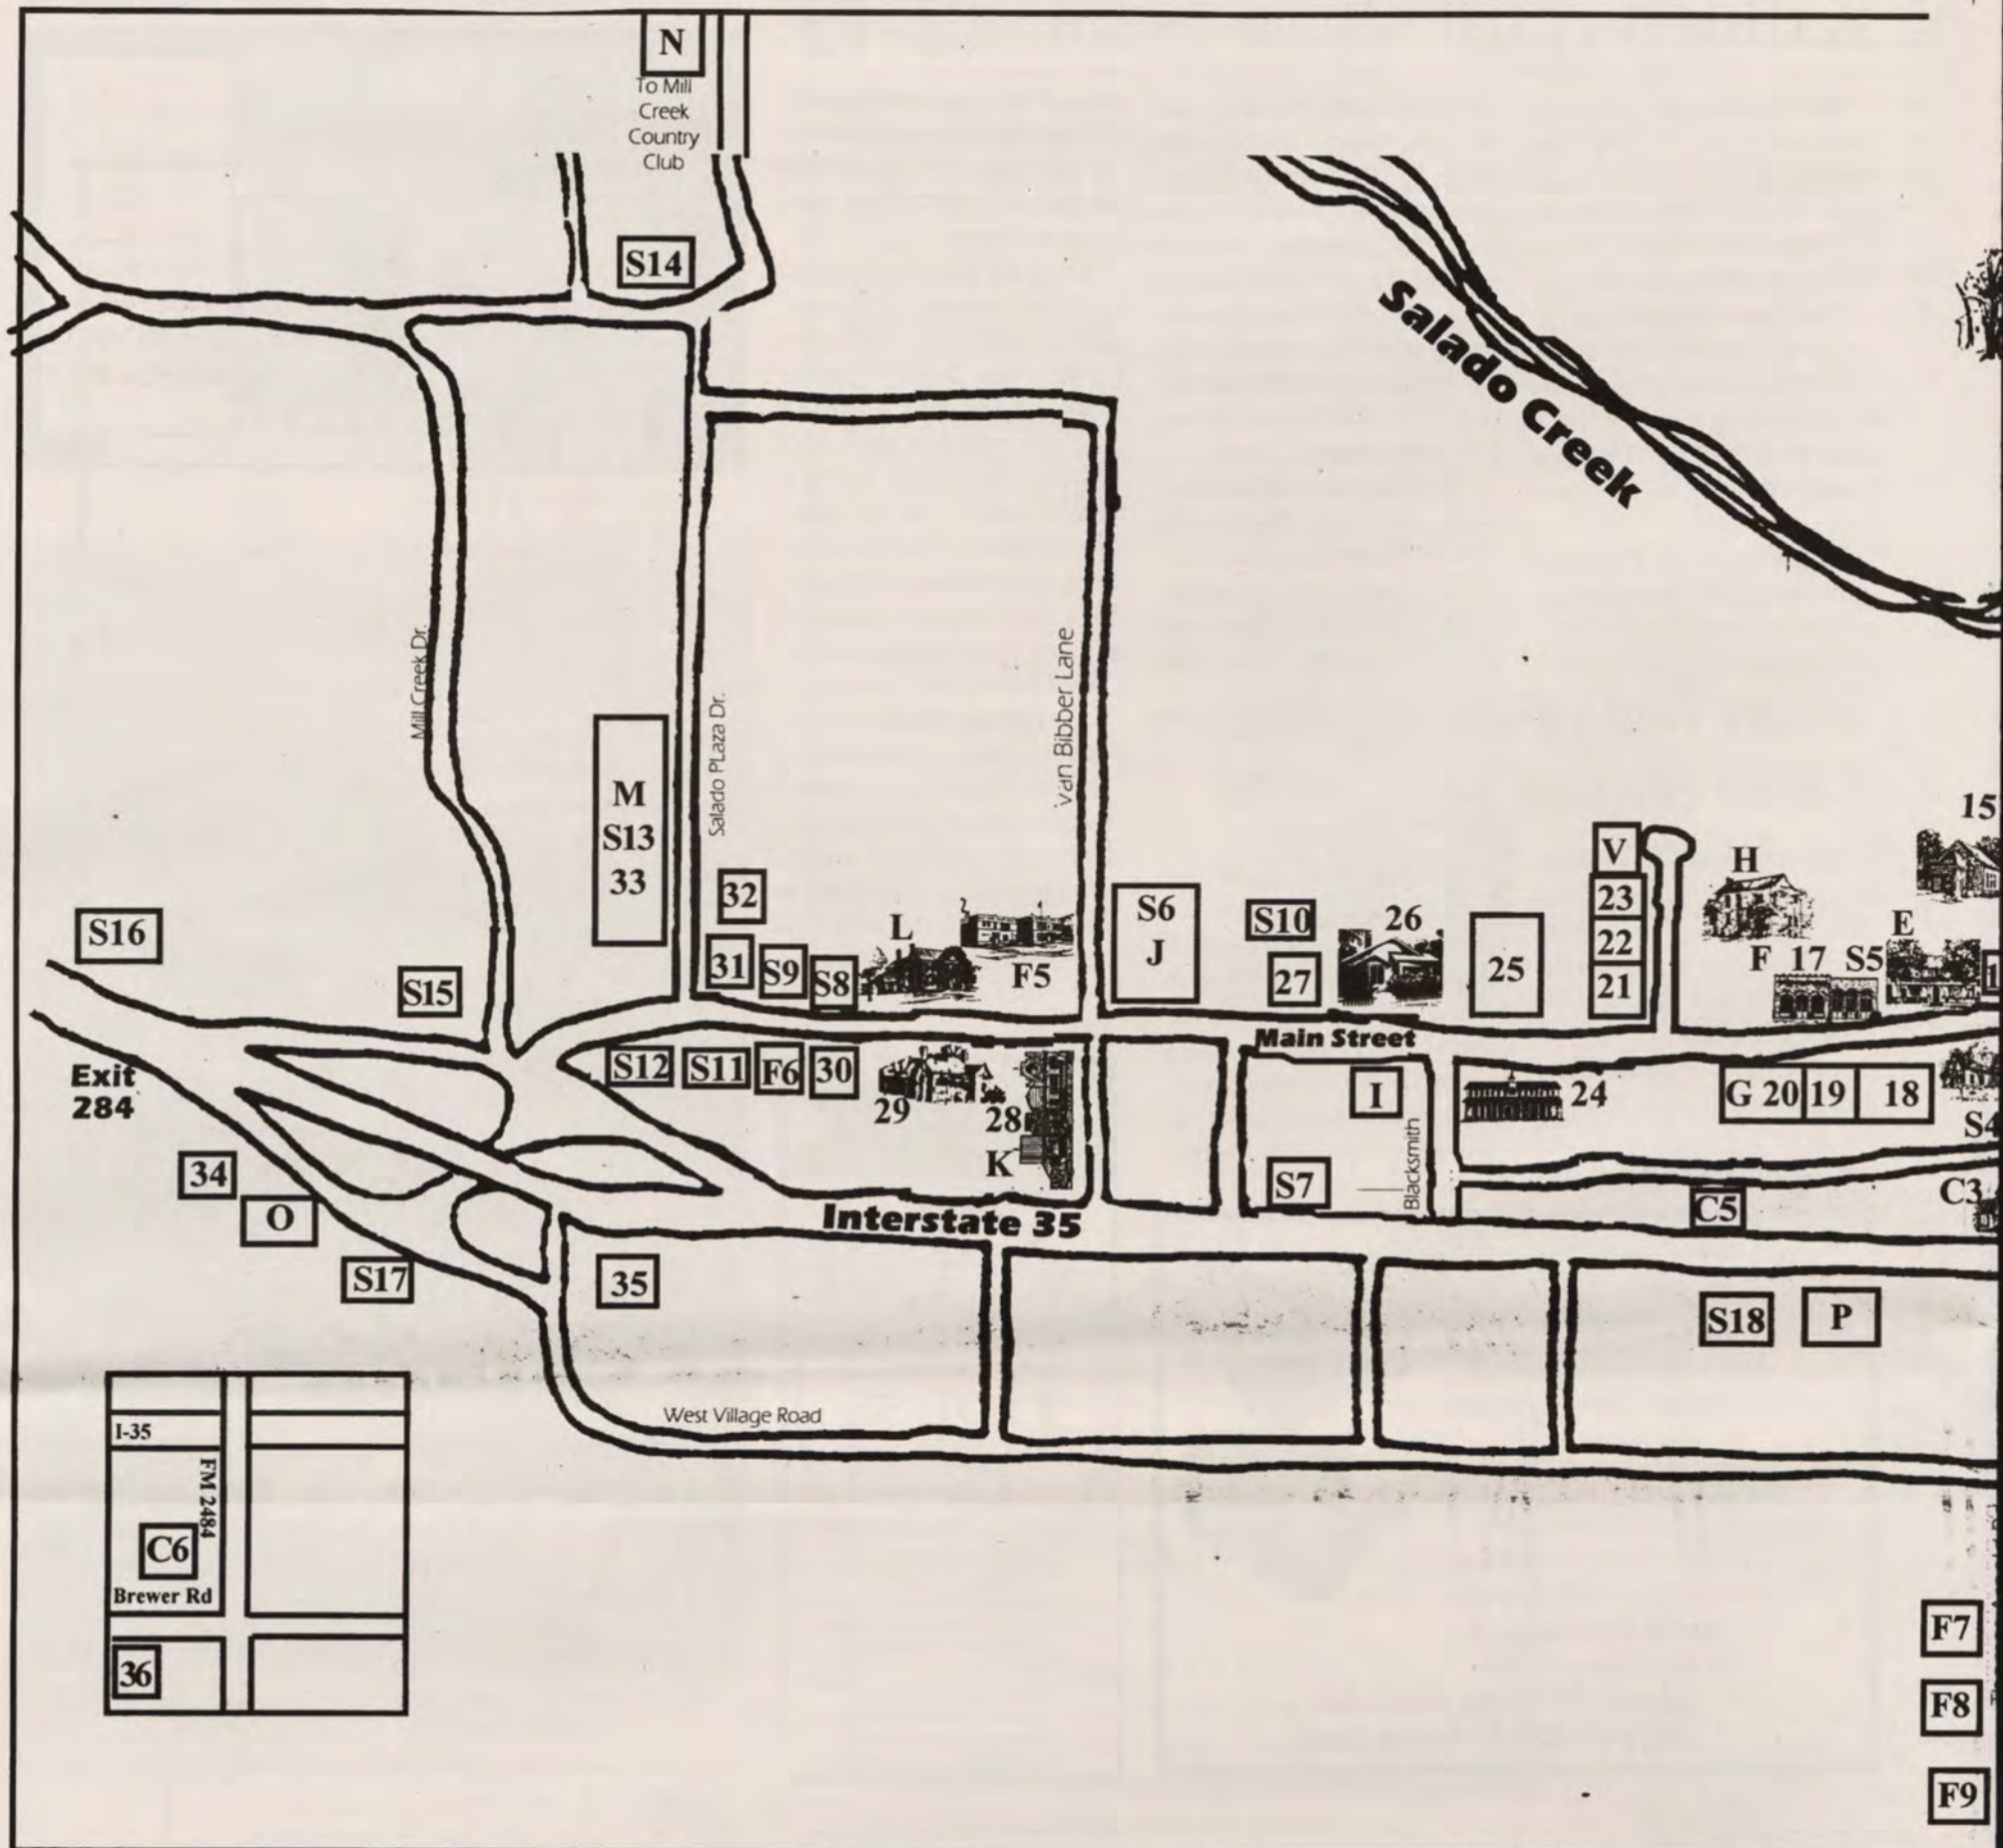 N
To Mill
Creek
Country
Club
S14
Salado Creek
Mill Creek Dr.
Salado PLaza Dr.
Van Bibber Lane
M
S13
33
15
V
H
32
S6
J
S10
26
23
E
S16
L
25
22
F 17 S5
S15
31
S9
S8
F5
27
21
Main Street
Exit
284
S12
S11
F6
30
29
28
K
I
Blacksmith
24
G 20
19
18
S4
34
O
S7
C5
C3
Interstate 35
S17
35
S18
P
West Village Road
I-35
FM 2484
C6
Brewer Rd
36
F7
F8
F9